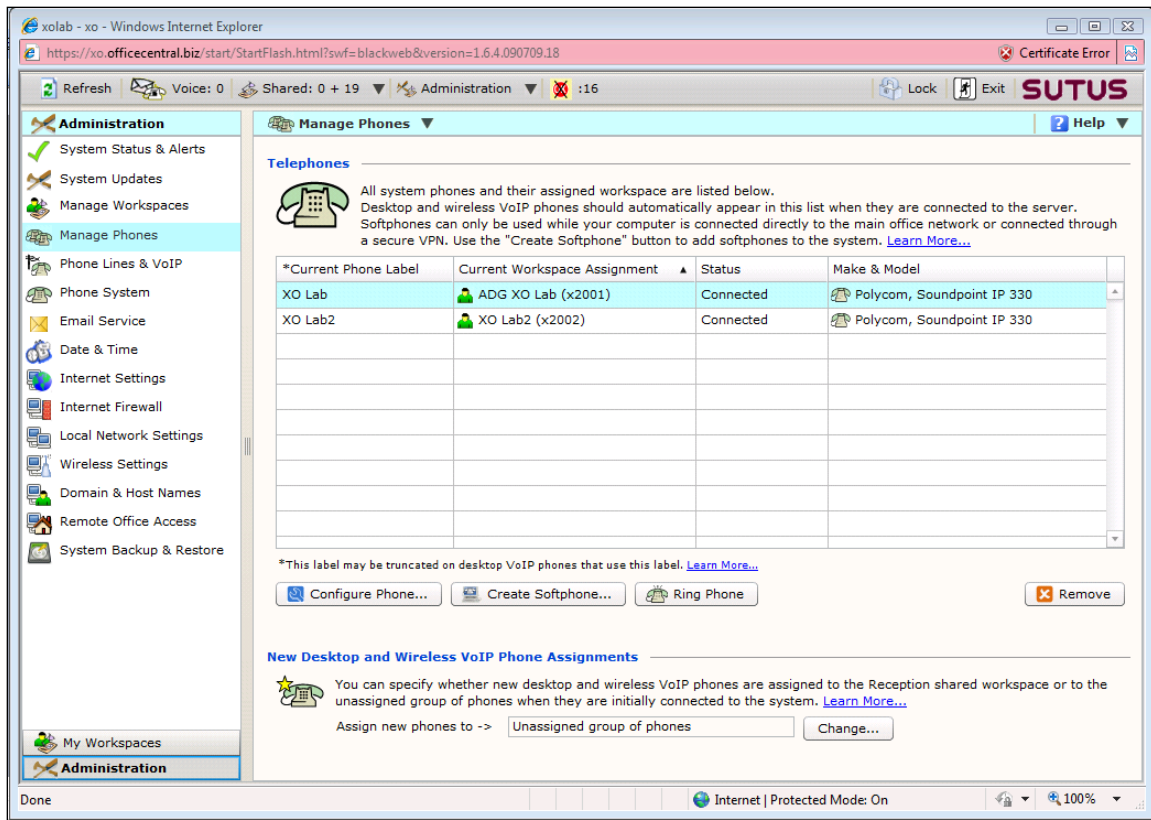 xolab - xo - Windows Internet Explorer
https://xo.officecentral.biz/start/StartFlash.html?swf=blackweb&version=1.6.4.090709.18
Certificate Error
Refresh
Voice: 0
Shared: 0 + 19
Administration
:16
Lock
Exit
SUTUS
Administration
System Status & Alerts
System Updates
Manage Workspaces
Manage Phones
Phone Lines & VoIP
Phone System
Email Service
Date & Time
Internet Settings
Internet Firewall
Local Network Settings
Wireless Settings
Domain & Host Names
Remote Office Access
System Backup & Restore
My Workspaces
Administration
Manage Phones
Help
Telephones
All system phones and their assigned workspace are listed below.
Desktop and wireless VoIP phones should automatically appear in this list when they are connected to the server.
Softphones can only be used while your computer is connected directly to the main office network or connected through
a secure VPN. Use the "Create Softphone" button to add softphones to the system. Learn More...
*Current Phone Label Current Workspace Assignment Status Make & Model
XO Lab ADG XO Lab (x2001) Connected Polycom, Soundpoint IP 330
XO Lab2 XO Lab2 (x2002) Connected Polycom, Soundpoint IP 330
*This label may be truncated on desktop VoIP phones that use this label. Learn More...
Configure Phone...
Create Softphone...
Ring Phone
Remove
New Desktop and Wireless VoIP Phone Assignments
You can specify whether new desktop and wireless VoIP phones are assigned to the Reception shared workspace or to the
unassigned group of phones when they are initially connected to the system. Learn More...
Assign new phones to -> Unassigned group of phones Change...
Done
Internet | Protected Mode: On
100%